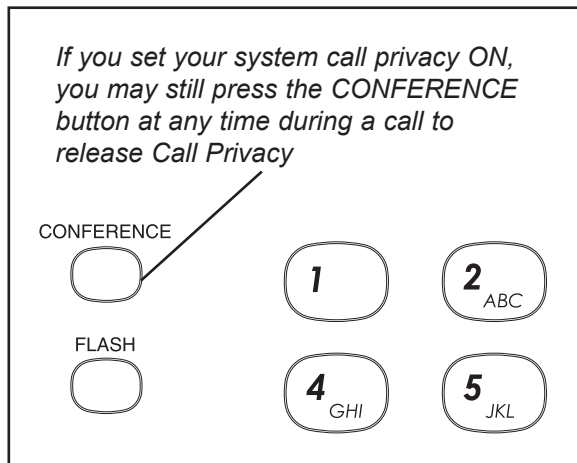 If you set your system call privacy ON,
you may still press the CONFERENCE
button at any time during a call to
release Call Privacy
CONFERENCE
1
2 ABC
FLASH
4 GHI
5 JKL